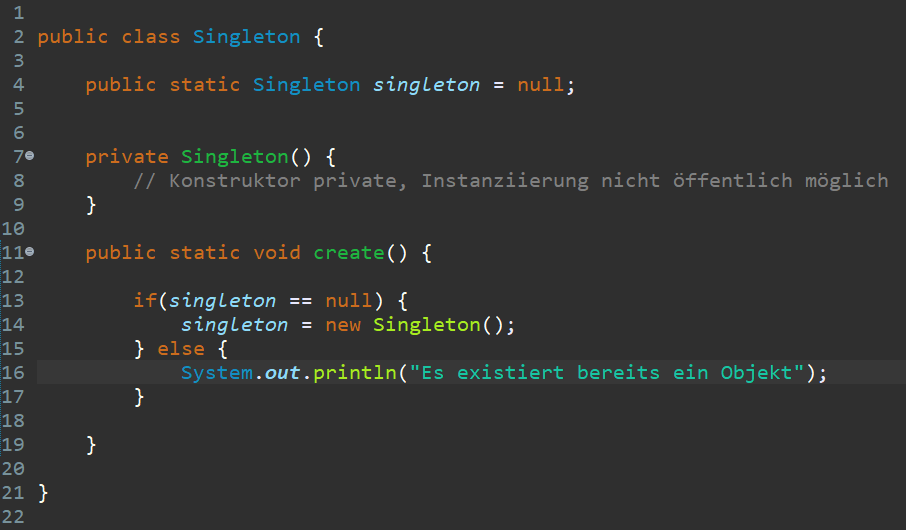 1
2 public class Singleton {
3
4     public static Singleton singleton = null;
5
6
7     private Singleton() {
8         // Konstruktor private, Instanziierung nicht öffentlich möglich
9     }
10
11     public static void create() {
12
13         if(singleton == null) {
14             singleton = new Singleton();
15         } else {
16             System.out.println("Es existiert bereits ein Objekt");
17         }
18
19     }
20
21 }
22